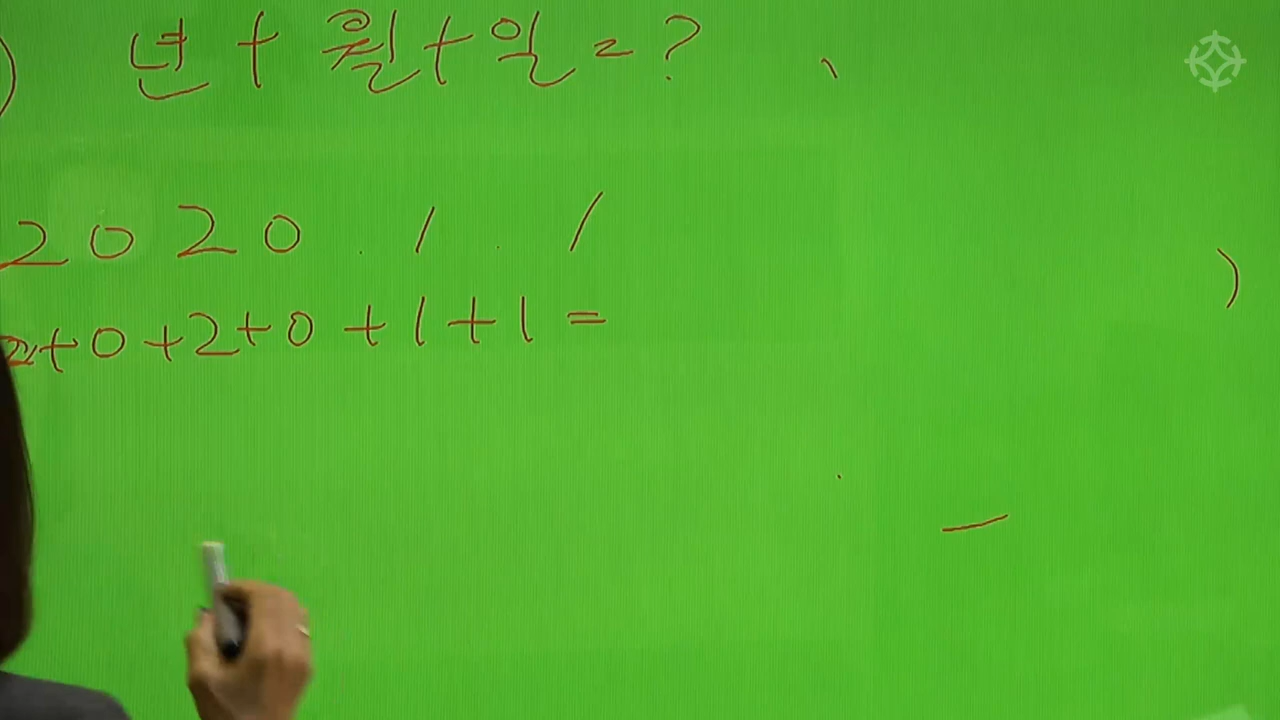 ) 년 + 월 + 일 = ?
2020 . 1 . 1
2+0+2+0+1+1=
)